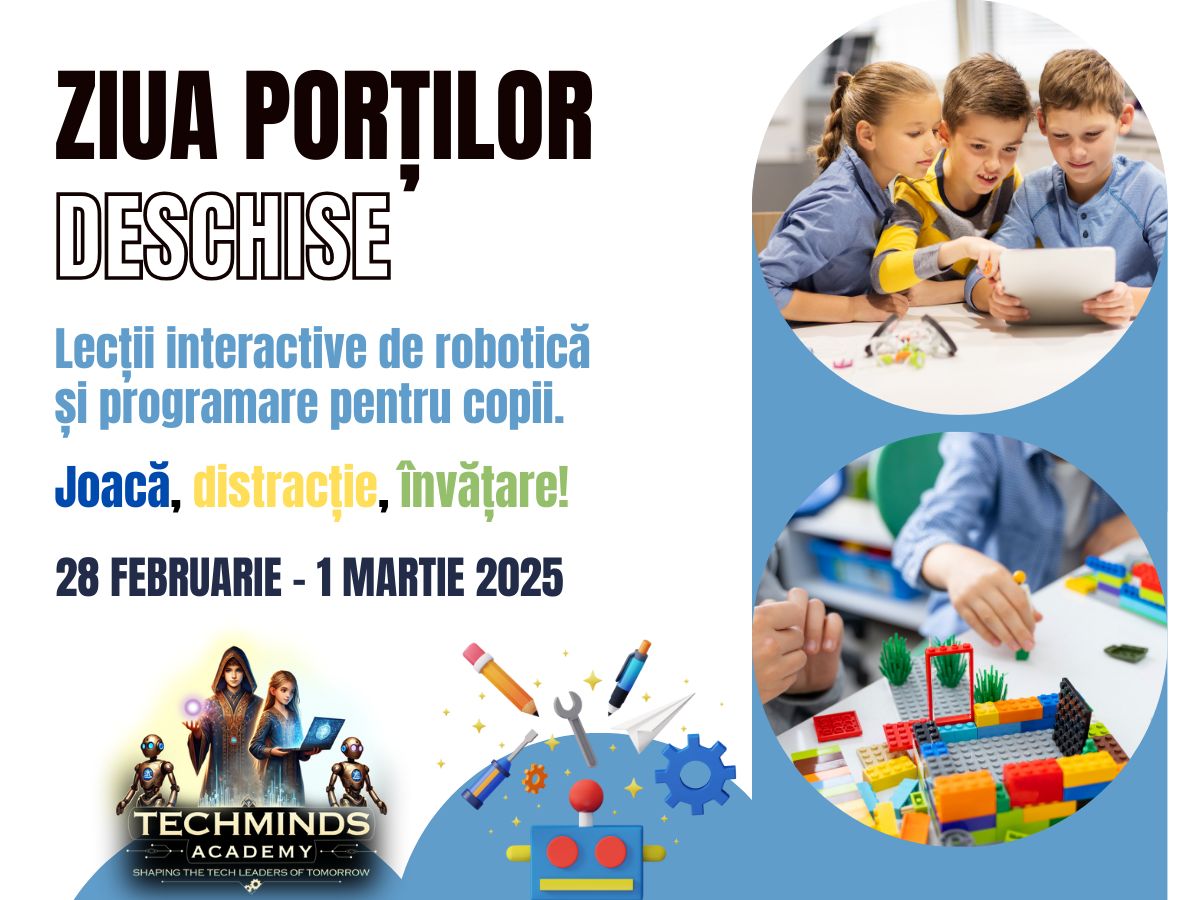 ZIUA PORȚILOR
DESCHISE
Lecții interactive de robotică
și programare pentru copii.
Joacă, distracție, învățare!
28 FEBRUARIE - 1 MARTIE 2025
TECHMINDS
ACADEMY
SHAPING THE TECH LEADERS OF TOMORROW